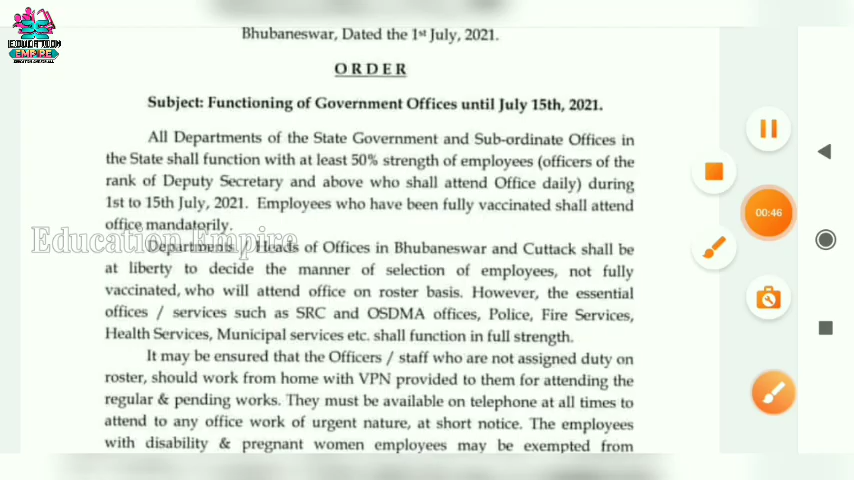 EDUCATION
EMPIRE
Bhubaneswar, Dated the 1st July, 2021.
ORDER
Subject: Functioning of Government Offices until July 15th, 2021.
All Departments of the State Government and Sub-ordinate Offices in
the State shall function with at least 50% strength of employees (officers of the
rank of Deputy Secretary and above who shall attend Office daily) during
1st to 15th July, 2021. Employees who have been fully vaccinated shall attend
office mandatorily.
Education Empire
Departments / Heads of Offices in Bhubaneswar and Cuttack shall be
at liberty to decide the manner of selection of employees, not fully
vaccinated, who will attend office on roster basis. However, the essential
offices / services such as SRC and OSDMA offices, Police, Fire Services,
Health Services, Municipal services etc. shall function in full strength.
It may be ensured that the Officers / staff who are not assigned duty on
roster, should work from home with VPN provided to them for attending the
regular & pending works. They must be available on telephone at all times to
attend to any office work of urgent nature, at short notice. The employees
with disability & pregnant women employees may be exempted from
00:46